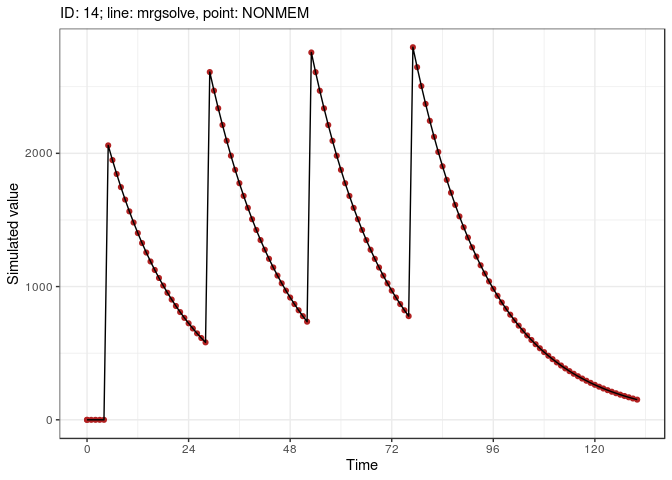 ID: 14; line: mrgsolve, point: NONMEM
Simulated value
2000
1000
0
0 24 48 72 96 120
Time